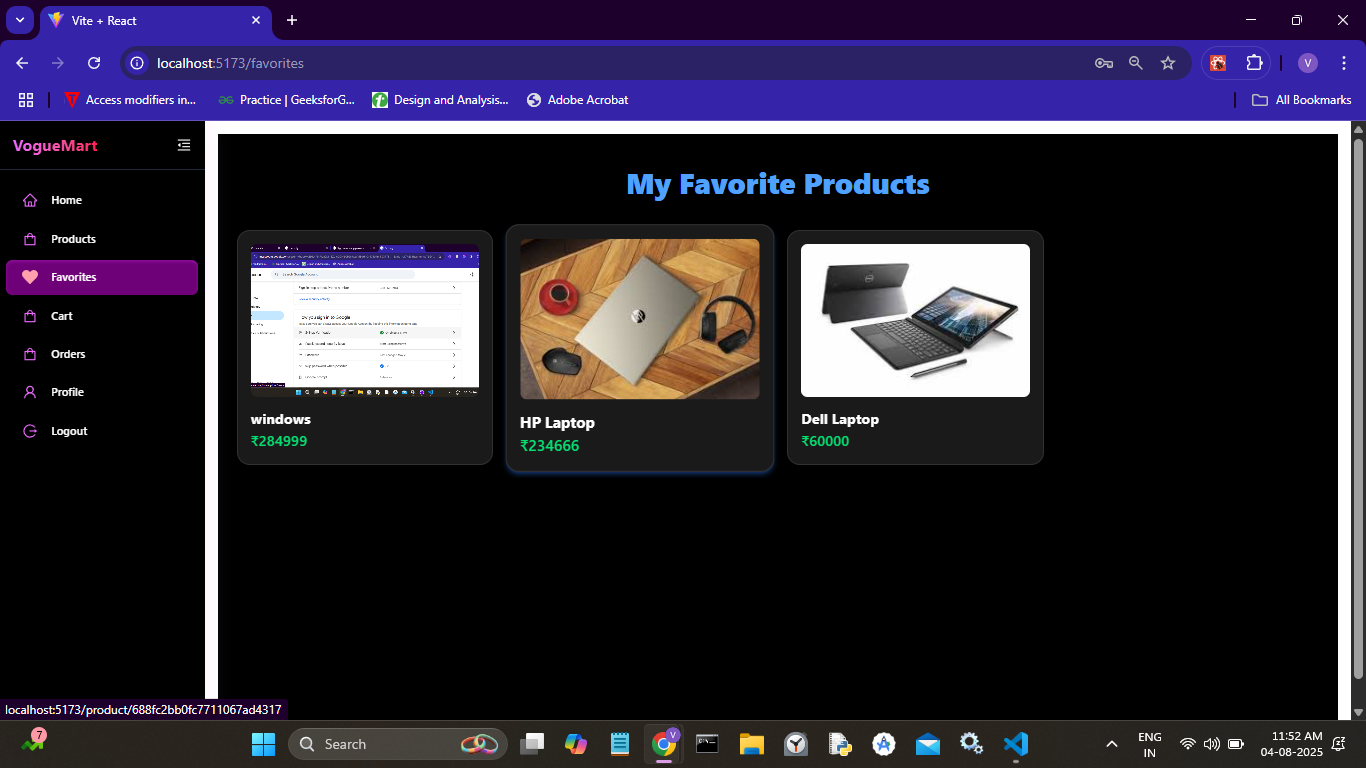 Vite + React
localhost:5173/favorites
V
Access modifiers in...
Practice | GeeksforG...
Design and Analysis...
Adobe Acrobat
All Bookmarks
VogueMart
Home
Products
Favorites
Cart
Orders
Profile
Logout
My Favorite Products
windows
₹284999
HP Laptop
₹234666
Dell Laptop
₹60000
localhost:5173/product/688fc2bb0fc7711067ad4317
7
Search
V
ENG
IN
11:52 AM
04-08-2025